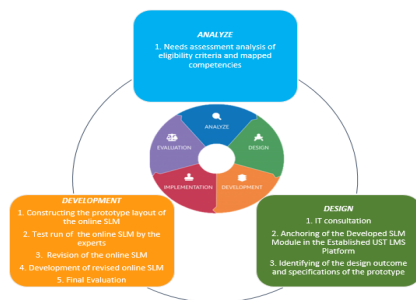 ANALYZE
1. Needs assessment analysis of
eligibility criteria and mapped
competencies
ANALYZE
EVALUATION
DESIGN
IMPLEMENTATION
DEVELOPMENT
DEVELOPMENT
1. Constructing the prototype layout of
the online SLM
2. Test run of the online SLM by the
experts
3. Revision of the online SLM
4. Development of revised online SLM
5. Final Evaluation
DESIGN
1. IT consultation
2. Anchoring of the Developed SLM
Module in the Established UST LMS
Platform
3. Identifying of the design outcome
and specifications of the prototype